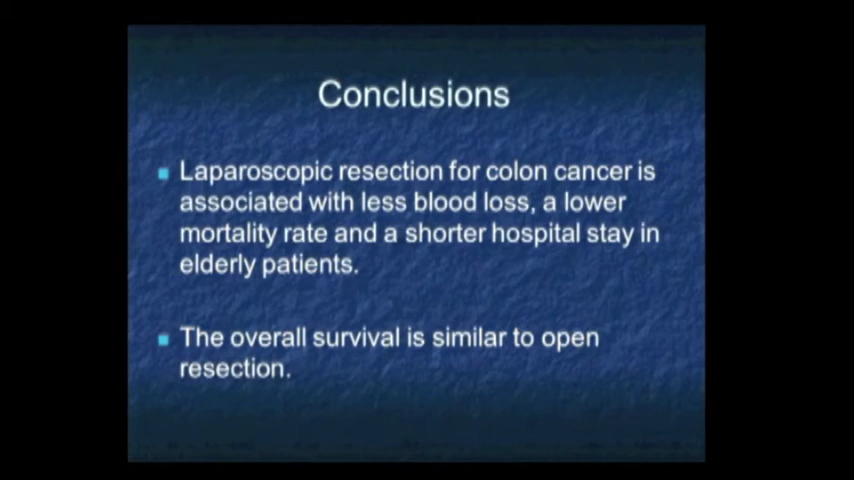 Conclusions
Laparoscopic resection for colon cancer is
associated with less blood loss, a lower
mortality rate and a shorter hospital stay in
elderly patients.
The overall survival is similar to open
resection.